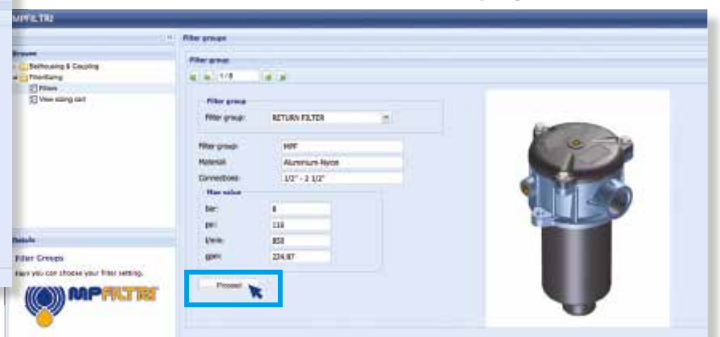 MPFILTRI
Filter groups
Browse
Filter group
Bellhousing & Coupling
FilterSizing
1/8
Filters
View sizing cart
Filter group
Filter group: RETURN FILTER
Filter group: MPF
Material: Aluminium-Nylon
Connections: 1/2" - 2 1/2"
Max value
bar: 8
psi: 116
l/min: 850
gpm: 224,87
Details
Filter Groups
Here you can choose your filter setting.
Proceed
MPFILTRI